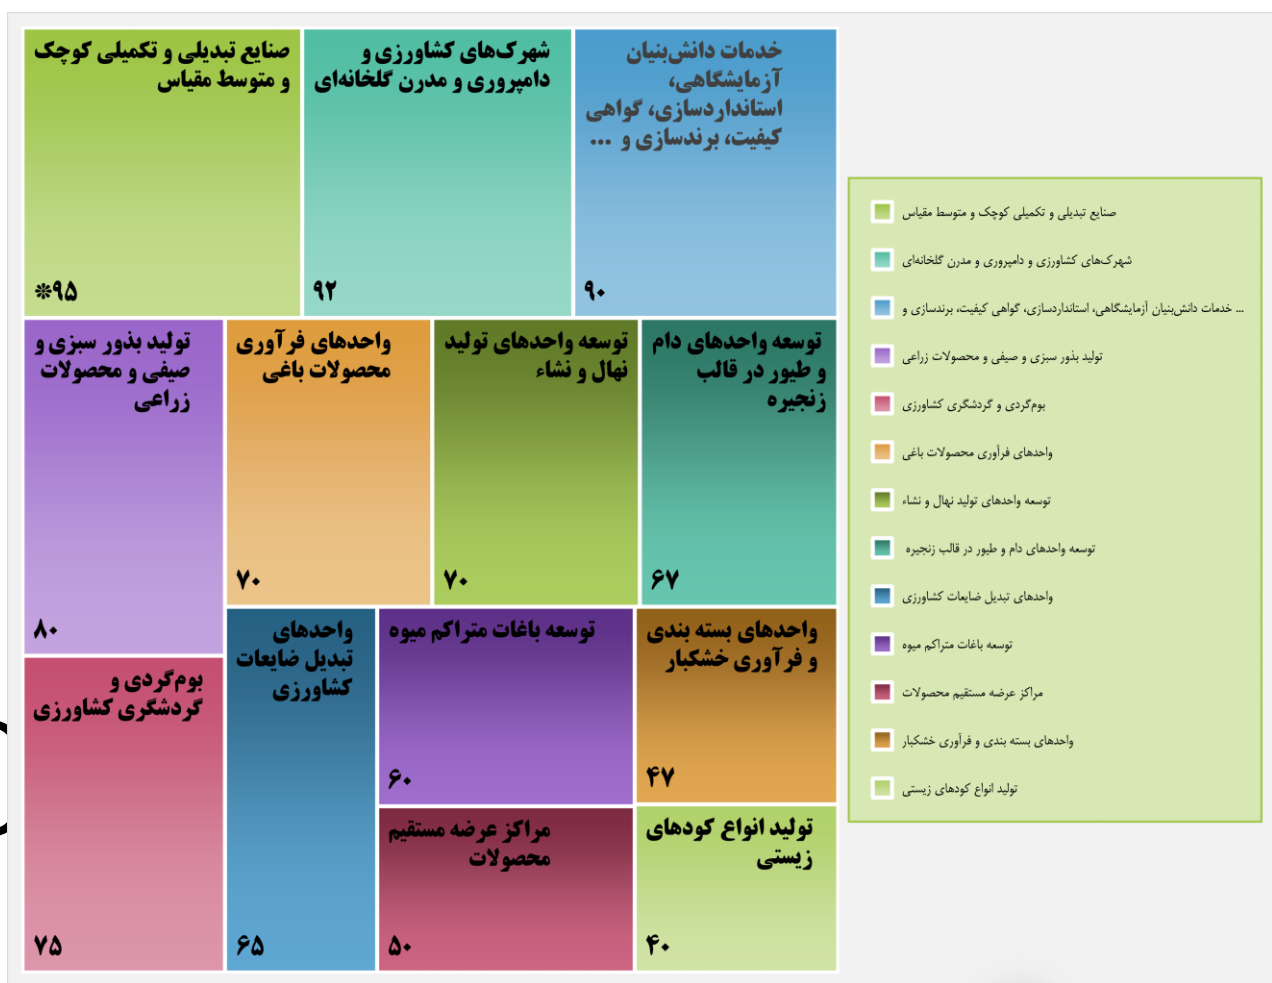 خدمات دانش‌بنیان
آزمایشگاهی،
استانداردسازی، گواهی
کیفیت، برندسازی و ...
۹۰
شهرک‌های کشاورزی و
دامپروری و مدرن گلخانه‌ای
۹۲
صنایع تبدیلی و تکمیلی کوچک
و متوسط مقیاس
۹۵*
توسعه واحدهای دام
و طیور در قالب
زنجیره
۶۷
توسعه واحدهای تولید
نهال و نشاء
۷۰
واحدهای فرآوری
محصولات باغی
۷۰
تولید بذور سبزی و
صیفی و محصولات
زراعی
۸۰
واحدهای بسته بندی
و فرآوری خشکبار
۴۷
توسعه باغات متراکم میوه
۶۰
واحدهای
تبدیل ضایعات
کشاورزی
۶۵
بوم‌گردی و
گردشگری کشاورزی
۷۵
تولید انواع کودهای
زیستی
۴۰
مراکز عرضه مستقیم
محصولات
۵۰
صنایع تبدیلی و تکمیلی کوچک و متوسط مقیاس
شهرک‌های کشاورزی و دامپروری و مدرن گلخانه‌ای
... خدمات دانش‌بنیان آزمایشگاهی، استانداردسازی، گواهی کیفیت، برندسازی و
تولید بذور سبزی و صیفی و محصولات زراعی
بوم‌گردی و گردشگری کشاورزی
واحدهای فرآوری محصولات باغی
توسعه واحدهای تولید نهال و نشاء
توسعه واحدهای دام و طیور در قالب زنجیره
واحدهای تبدیل ضایعات کشاورزی
توسعه باغات متراکم میوه
مراکز عرضه مستقیم محصولات
واحدهای بسته بندی و فرآوری خشکبار
تولید انواع کودهای زیستی